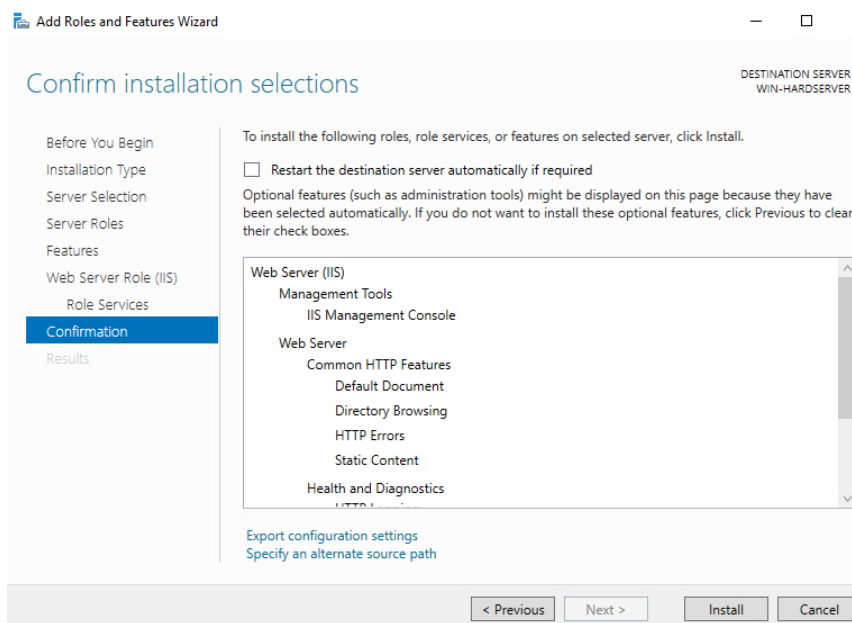 Add Roles and Features Wizard
Confirm installation selections
DESTINATION SERVER
WIN-HARDSERVER
Before You Begin
Installation Type
Server Selection
Server Roles
Features
Web Server Role (IIS)
Role Services
Confirmation
Results
To install the following roles, role services, or features on selected server, click Install.
Restart the destination server automatically if required
Optional features (such as administration tools) might be displayed on this page because they have
been selected automatically. If you do not want to install these optional features, click Previous to clear
their check boxes.
Web Server (IIS)
Management Tools
IIS Management Console
Web Server
Common HTTP Features
Default Document
Directory Browsing
HTTP Errors
Static Content
Health and Diagnostics
Export configuration settings
Specify an alternate source path
< Previous
Next >
Install
Cancel